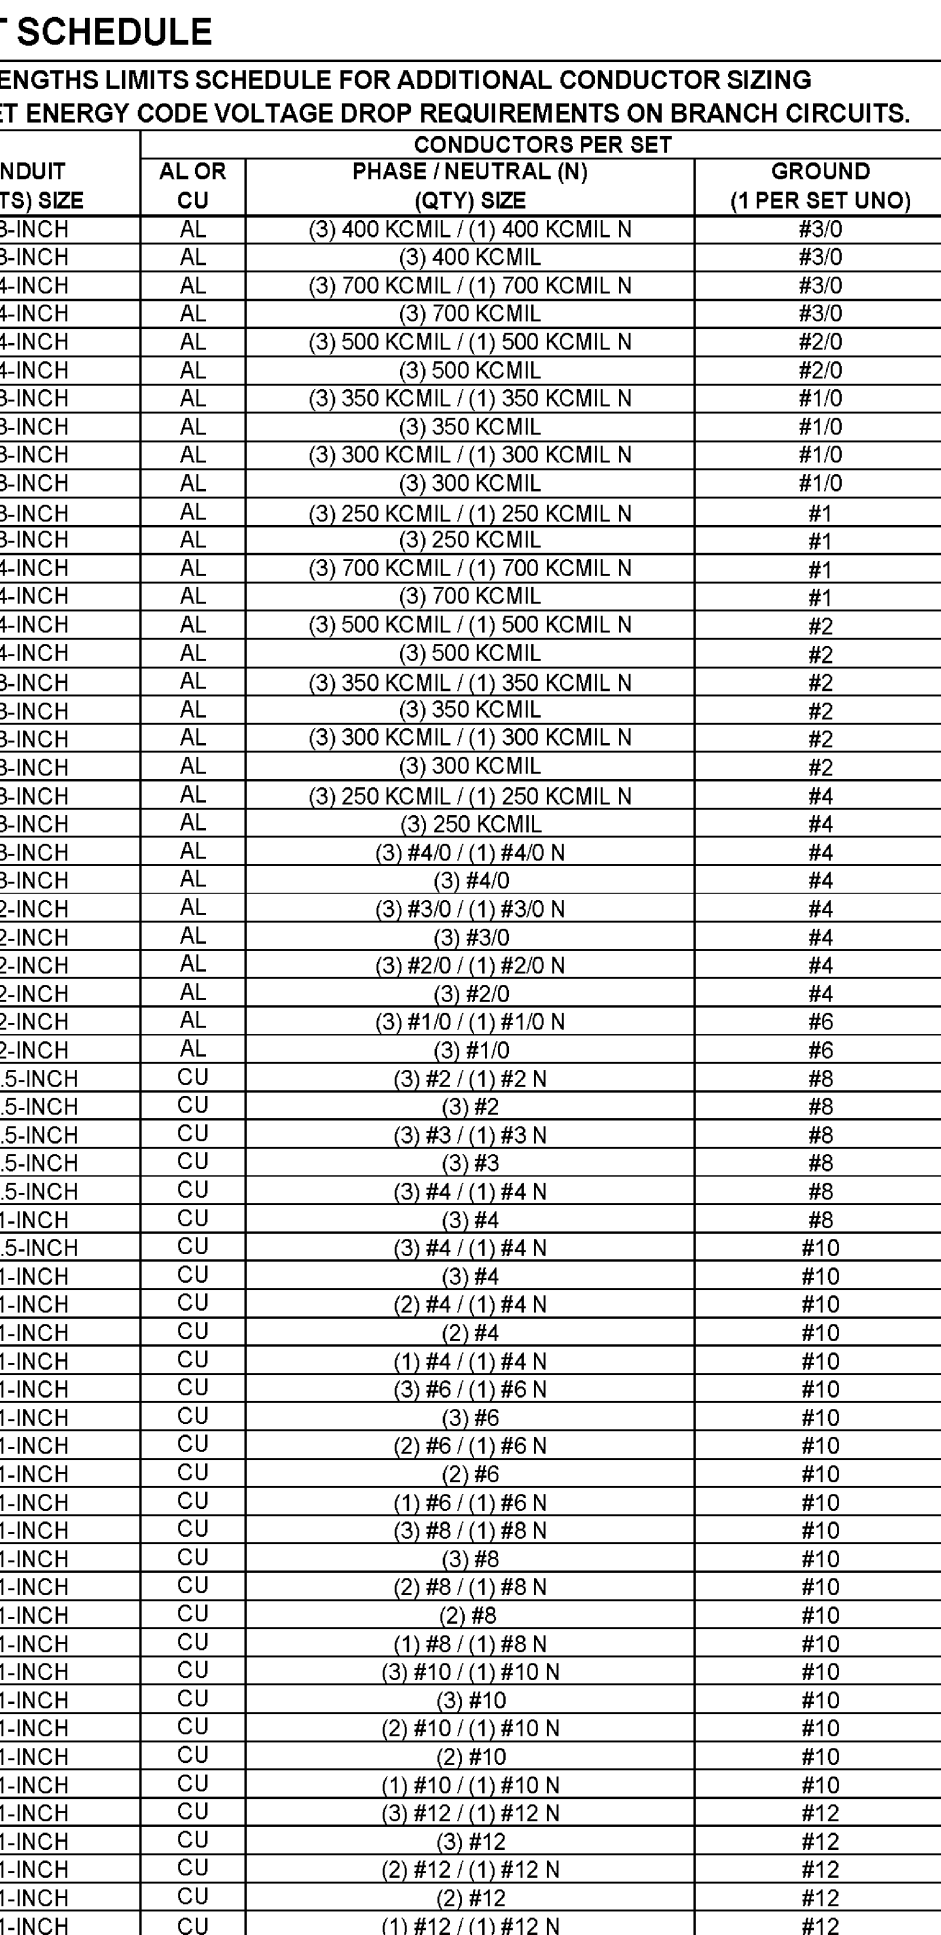 T SCHEDULE
ENGTHS LIMITS SCHEDULE FOR ADDITIONAL CONDUCTOR SIZING
ET ENERGY CODE VOLTAGE DROP REQUIREMENTS ON BRANCH CIRCUITS.
CONDUCTORS PER SET
NDUIT AL OR PHASE / NEUTRAL (N) GROUND
TS) SIZE CU (QTY) SIZE (1 PER SET UNO)
3-INCH AL (3) 400 KCMIL / (1) 400 KCMIL N #3/0
3-INCH AL (3) 400 KCMIL #3/0
4-INCH AL (3) 700 KCMIL / (1) 700 KCMIL N #3/0
4-INCH AL (3) 700 KCMIL #3/0
4-INCH AL (3) 500 KCMIL / (1) 500 KCMIL N #2/0
4-INCH AL (3) 500 KCMIL #2/0
3-INCH AL (3) 350 KCMIL / (1) 350 KCMIL N #1/0
3-INCH AL (3) 350 KCMIL #1/0
3-INCH AL (3) 300 KCMIL / (1) 300 KCMIL N #1/0
3-INCH AL (3) 300 KCMIL #1/0
3-INCH AL (3) 250 KCMIL / (1) 250 KCMIL N #1
3-INCH AL (3) 250 KCMIL #1
4-INCH AL (3) 700 KCMIL / (1) 700 KCMIL N #1
4-INCH AL (3) 700 KCMIL #1
4-INCH AL (3) 500 KCMIL / (1) 500 KCMIL N #2
4-INCH AL (3) 500 KCMIL #2
3-INCH AL (3) 350 KCMIL / (1) 350 KCMIL N #2
3-INCH AL (3) 350 KCMIL #2
3-INCH AL (3) 300 KCMIL / (1) 300 KCMIL N #2
3-INCH AL (3) 300 KCMIL #2
3-INCH AL (3) 250 KCMIL / (1) 250 KCMIL N #4
3-INCH AL (3) 250 KCMIL #4
3-INCH AL (3) #4/0 / (1) #4/0 N #4
3-INCH AL (3) #4/0 #4
2-INCH AL (3) #3/0 / (1) #3/0 N #4
2-INCH AL (3) #3/0 #4
2-INCH AL (3) #2/0 / (1) #2/0 N #4
2-INCH AL (3) #2/0 #4
2-INCH AL (3) #1/0 / (1) #1/0 N #6
2-INCH AL (3) #1/0 #6
.5-INCH CU (3) #2 / (1) #2 N #8
.5-INCH CU (3) #2 #8
.5-INCH CU (3) #3 / (1) #3 N #8
.5-INCH CU (3) #3 #8
.5-INCH CU (3) #4 / (1) #4 N #8
1-INCH CU (3) #4 #8
.5-INCH CU (3) #4 / (1) #4 N #10
1-INCH CU (3) #4 #10
1-INCH CU (2) #4 / (1) #4 N #10
1-INCH CU (2) #4 #10
1-INCH CU (1) #4 / (1) #4 N #10
1-INCH CU (3) #6 / (1) #6 N #10
1-INCH CU (3) #6 #10
1-INCH CU (2) #6 / (1) #6 N #10
1-INCH CU (2) #6 #10
1-INCH CU (1) #6 / (1) #6 N #10
1-INCH CU (3) #8 / (1) #8 N #10
1-INCH CU (3) #8 #10
1-INCH CU (2) #8 / (1) #8 N #10
1-INCH CU (2) #8 #10
1-INCH CU (1) #8 / (1) #8 N #10
1-INCH CU (3) #10 / (1) #10 N #10
1-INCH CU (3) #10 #10
1-INCH CU (2) #10 / (1) #10 N #10
1-INCH CU (2) #10 #10
1-INCH CU (1) #10 / (1) #10 N #10
1-INCH CU (3) #12 / (1) #12 N #12
1-INCH CU (3) #12 #12
1-INCH CU (2) #12 / (1) #12 N #12
1-INCH CU (2) #12 #12
1-INCH CU (1) #12 / (1) #12 N #12